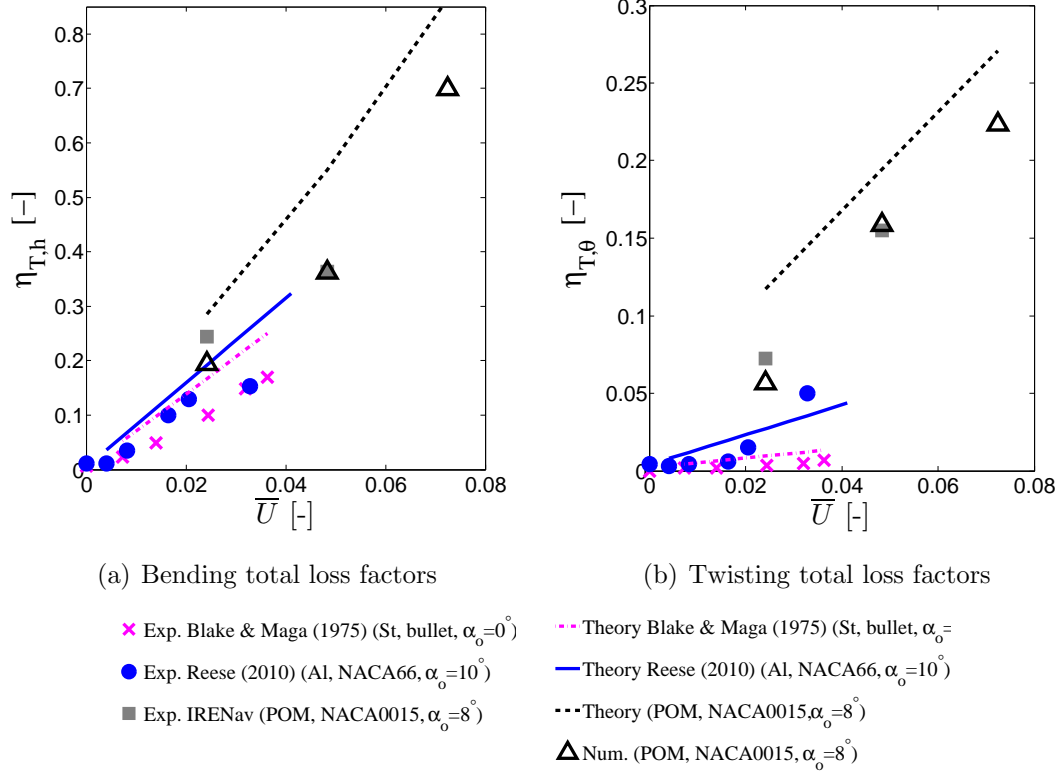 0.8
0.7
0.6
0.5
0.4
0.3
0.2
0.1
0
0 0.02 0.04 0.06 0.08
η_T,h [−]
U̅ [-]
0.3
0.25
0.2
0.15
0.1
0.05
0
0 0.02 0.04 0.06 0.08
η_T,θ [−]
U̅ [-]
(a) Bending total loss factors
(b) Twisting total loss factors
Exp. Blake & Maga (1975) (St, bullet, α_o=0°)
Exp. Reese (2010) (Al, NACA66, α_o=10°)
Exp. IRENav (POM, NACA0015, α_o=8°)
Theory Blake & Maga (1975) (St, bullet, α_o=
Theory Reese (2010) (Al, NACA66, α_o=10°)
Theory (POM, NACA0015,α_o=8°)
Num. (POM, NACA0015, α_o=8°)